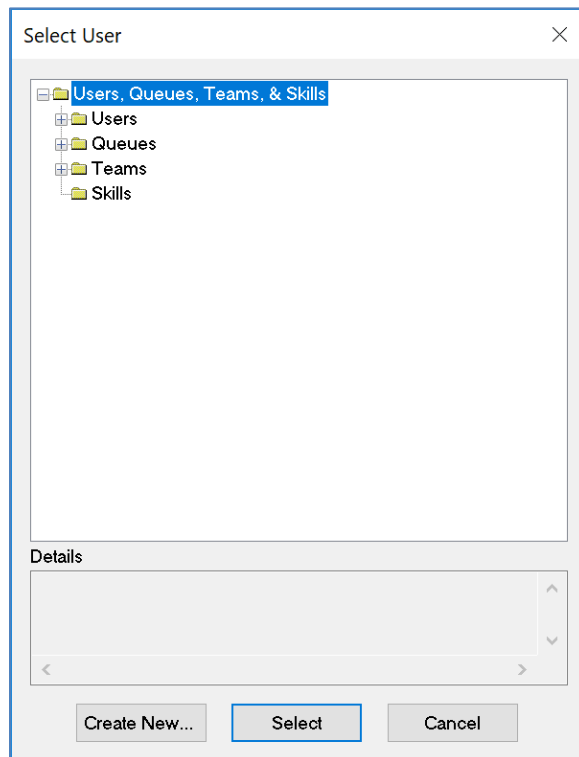 Select User
Users, Queues, Teams, & Skills
Users
Queues
Teams
Skills
Details
Create New... Select Cancel